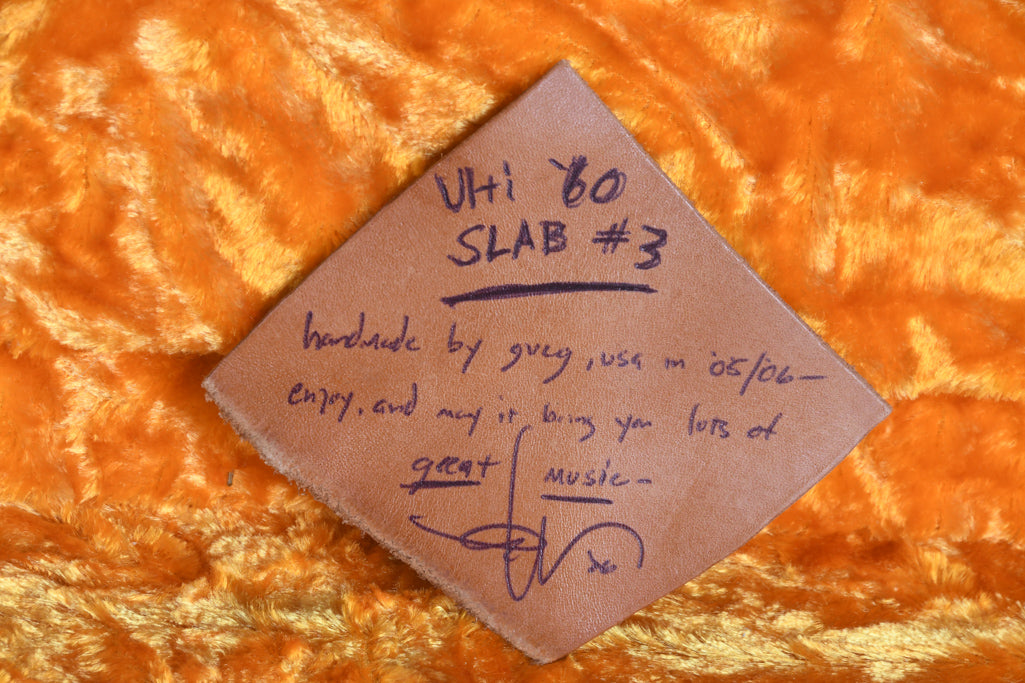 Ulti '60
SLAB #3
handmade by greg, usa in '05/'06—
enjoy, and may it bring you lots of
great music—